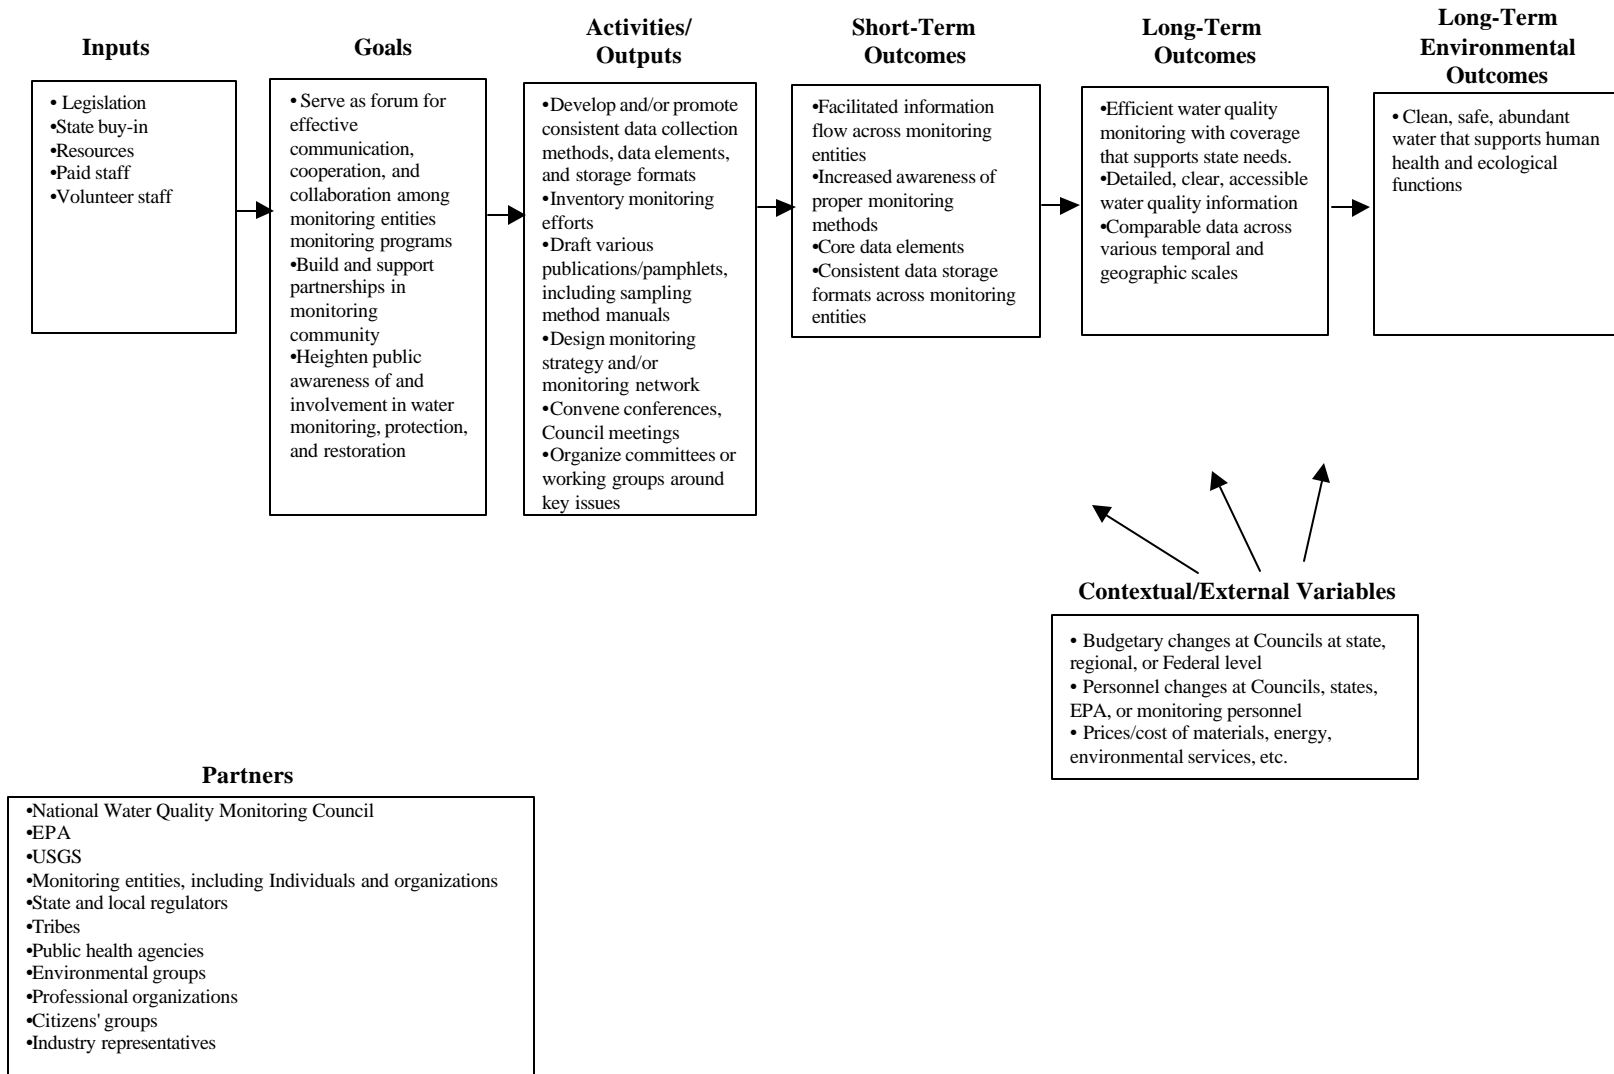 Inputs
• Legislation
•State buy-in
•Resources
•Paid staff
•Volunteer staff
Goals
• Serve as forum for
effective
communication,
cooperation, and
collaboration among
monitoring entities
monitoring programs
•Build and support
partnerships in
monitoring
community
•Heighten public
awareness of and
involvement in water
monitoring, protection,
and restoration
Activities/
Outputs
•Develop and/or promote
consistent data collection
methods, data elements,
and storage formats
•Inventory monitoring
efforts
•Draft various
publications/pamphlets,
including sampling
method manuals
•Design monitoring
strategy and/or
monitoring network
•Convene conferences,
Council meetings
•Organize committees or
working groups around
key issues
Short-Term
Outcomes
•Facilitated information
flow across monitoring
entities
•Increased awareness of
proper monitoring
methods
•Core data elements
•Consistent data storage
formats across monitoring
entities
Long-Term
Outcomes
•Efficient water quality
monitoring with coverage
that supports state needs.
•Detailed, clear, accessible
water quality information
•Comparable data across
various temporal and
geographic scales
Long-Term
Environmental
Outcomes
• Clean, safe, abundant
water that supports human
health and ecological
functions
Contextual/External Variables
• Budgetary changes at Councils at state,
regional, or Federal level
• Personnel changes at Councils, states,
EPA, or monitoring personnel
• Prices/cost of materials, energy,
environmental services, etc.
Partners
•National Water Quality Monitoring Council
•EPA
•USGS
•Monitoring entities, including Individuals and organizations
•State and local regulators
•Tribes
•Public health agencies
•Environmental groups
•Professional organizations
•Citizens' groups
•Industry representatives